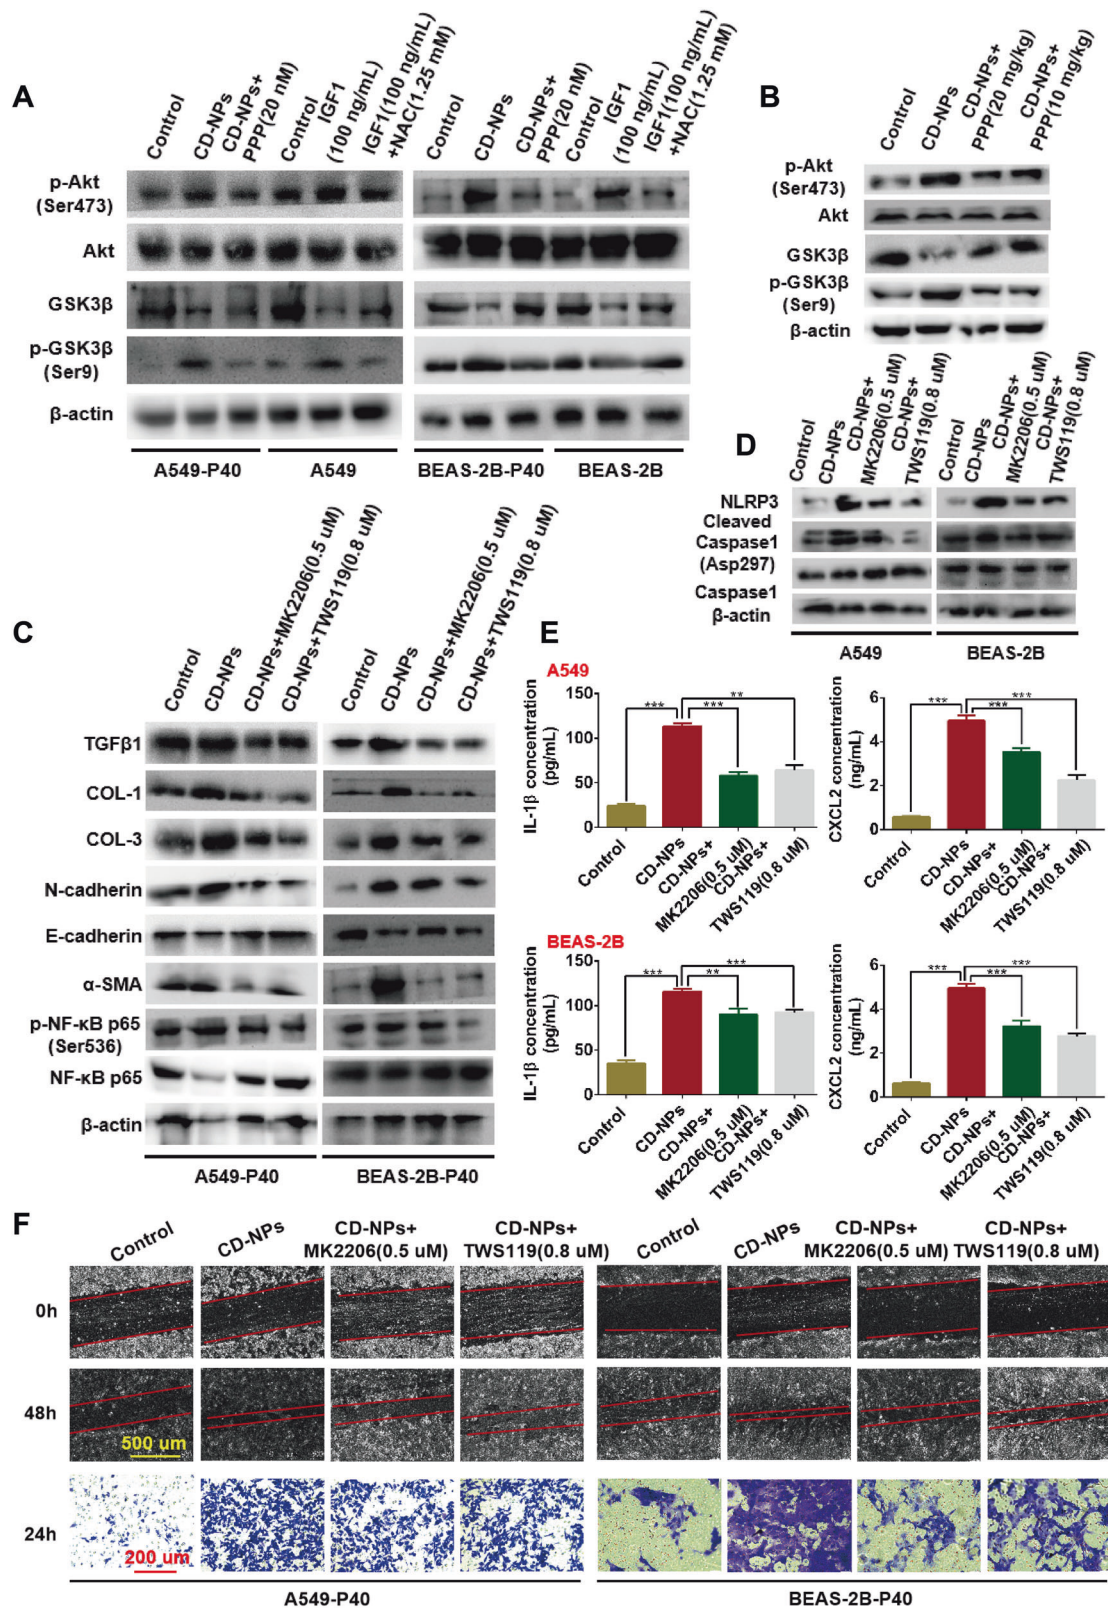 A
Control
CD-NPs
CD-NPs+
PPP(20 nM)
Control
IGF1
(100 ng/mL)
IGF1(100 ng/mL)
+NAC(1.25 mM)
Control
CD-NPs
CD-NPs+
PPP(20 nM)
Control
IGF1
(100 ng/mL)
IGF1(100 ng/mL)
+NAC(1.25 mM)
p-Akt
(Ser473)
Akt
GSK3β
p-GSK3β
(Ser9)
β-actin
A549-P40
A549
BEAS-2B-P40
BEAS-2B
B
Control
CD-NPs
CD-NPs+
PPP(20 mg/kg)
CD-NPs+
PPP(10 mg/kg)
p-Akt
(Ser473)
Akt
GSK3β
p-GSK3β
(Ser9)
β-actin
C
Control
CD-NPs
CD-NPs+MK2206(0.5 uM)
CD-NPs+TWS119(0.8 uM)
Control
CD-NPs
CD-NPs+MK2206(0.5 uM)
CD-NPs+TWS119(0.8 uM)
TGFβ1
COL-1
COL-3
N-cadherin
E-cadherin
α-SMA
p-NF-κB p65
(Ser536)
NF-κB p65
β-actin
A549-P40
BEAS-2B-P40
D
Control
CD-NPs
CD-NPs+
MK2206(0.5 uM)
CD-NPs+
TWS119(0.8 uM)
Control
CD-NPs
CD-NPs+
MK2206(0.5 uM)
CD-NPs+
TWS119(0.8 uM)
NLRP3
Cleaved
Caspase1
(Asp297)
Caspase1
β-actin
A549
BEAS-2B
E
A549
IL-1β concentration
(pg/mL)
150
100
50
0
***
***
**
Control
CD-NPs
CD-NPs+
MK2206(0.5 uM)
CD-NPs+
TWS119(0.8 uM)
CXCL2 concentration
(ng/mL)
6
4
2
0
***
***
***
Control
CD-NPs
CD-NPs+
MK2206(0.5 uM)
CD-NPs+
TWS119(0.8 uM)
BEAS-2B
IL-1β concentration
(pg/mL)
150
100
50
0
***
**
***
Control
CD-NPs
CD-NPs+
MK2206(0.5 uM)
CD-NPs+
TWS119(0.8 uM)
CXCL2 concentration
(ng/mL)
6
4
2
0
***
***
***
Control
CD-NPs
CD-NPs+
MK2206(0.5 uM)
CD-NPs+
TWS119(0.8 uM)
F
Control
CD-NPs
CD-NPs+
MK2206(0.5 uM)
CD-NPs+
TWS119(0.8 uM)
Control
CD-NPs
CD-NPs+
MK2206(0.5 uM)
CD-NPs+
TWS119(0.8 uM)
0h
48h
500 um
24h
200 um
A549-P40
BEAS-2B-P40